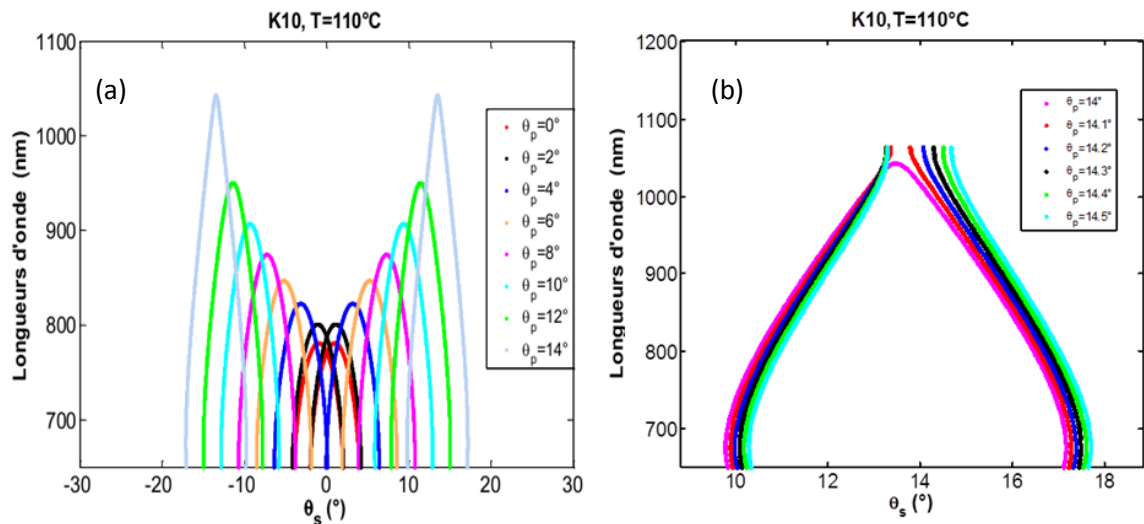 K10, T=110°C
(a)
Longueurs d'onde (nm)
1100
1000
900
800
700
-30
-20
-10
0
10
20
30
θs (°)
θp=0°
θp=2°
θp=4°
θp=6°
θp=8°
θp=10°
θp=12°
θp=14°
K10, T=110°C
(b)
Longueurs d'onde (nm)
1200
1100
1000
900
800
700
10
12
14
16
18
θs (°)
θp=14°
θp=14.1°
θp=14.2°
θp=14.3°
θp=14.4°
θp=14.5°